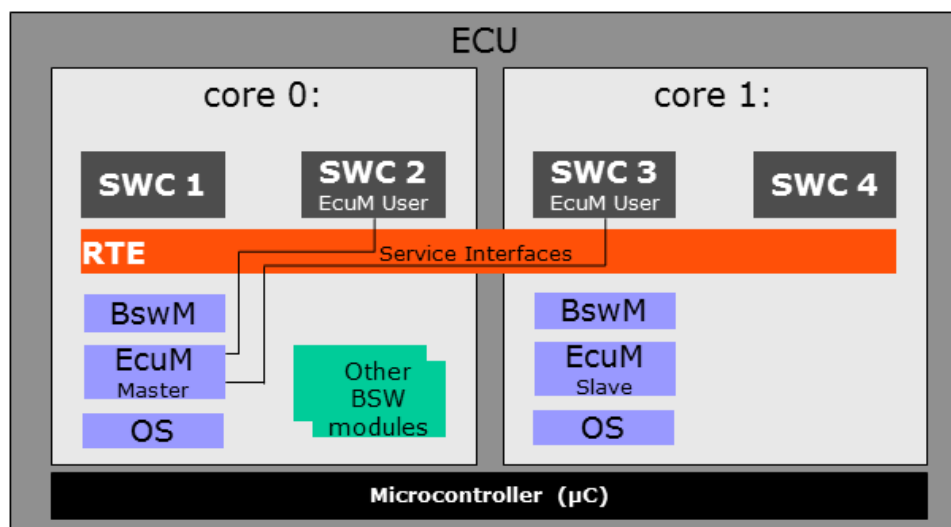 ECU
core 0:
core 1:
SWC 1
SWC 2
EcuM User
SWC 3
EcuM User
SWC 4
RTE
Service Interfaces
BswM
EcuM
Master
OS
Other
BSW
modules
BswM
EcuM
Slave
OS
Microcontroller (µC)